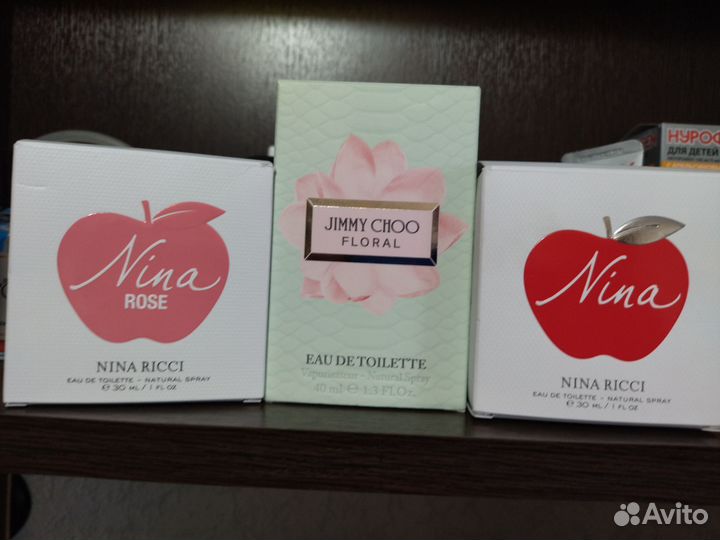 Nina
ROSE
NINA RICCI
EAU DE TOILETTE - NATURAL SPRAY
℮ 30 ML / 1 FL OZ
JIMMY CHOO
FLORAL
EAU DE TOILETTE
Vaporisateur - Natural Spray
40 ml ℮ 1.3 Fl.Oz.
Nina
NINA RICCI
EAU DE TOILETTE - NATURAL SPRAY
℮ 30 ML / 1 FL OZ
НУРОФ
ДЛЯ ДЕТЕЙ
Avito